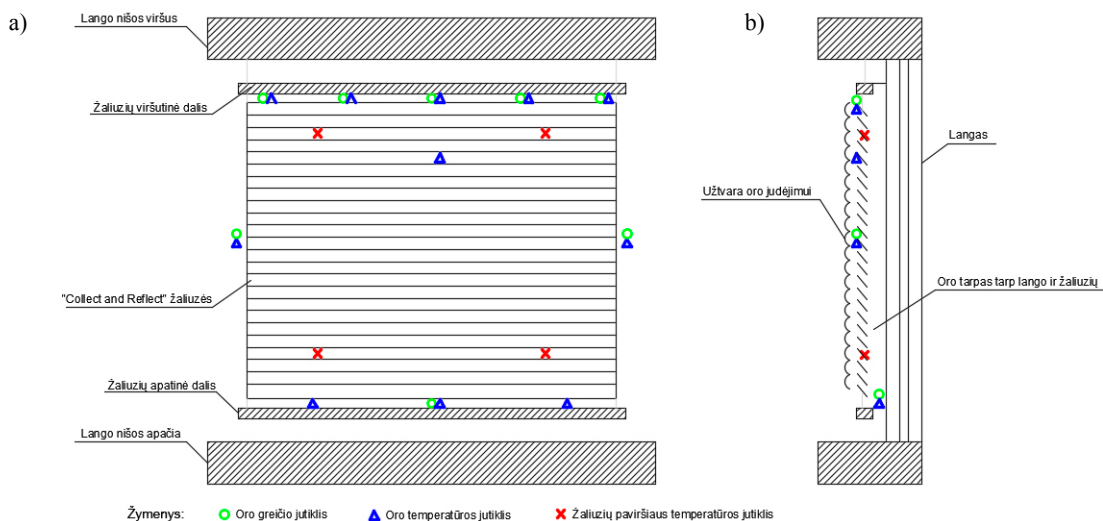 a)
Lango nišos viršus
Žaliuzių viršutinė dalis
"Collect and Reflect" žaliuzės
Žaliuzių apatinė dalis
Lango nišos apačia
b)
Langas
Užtvara oro judėjimui
Oro tarpas tarp lango ir žaliuzių
Žymenys: Oro greičio jutiklis Oro temperatūros jutiklis Žaliuzių paviršiaus temperatūros jutiklis